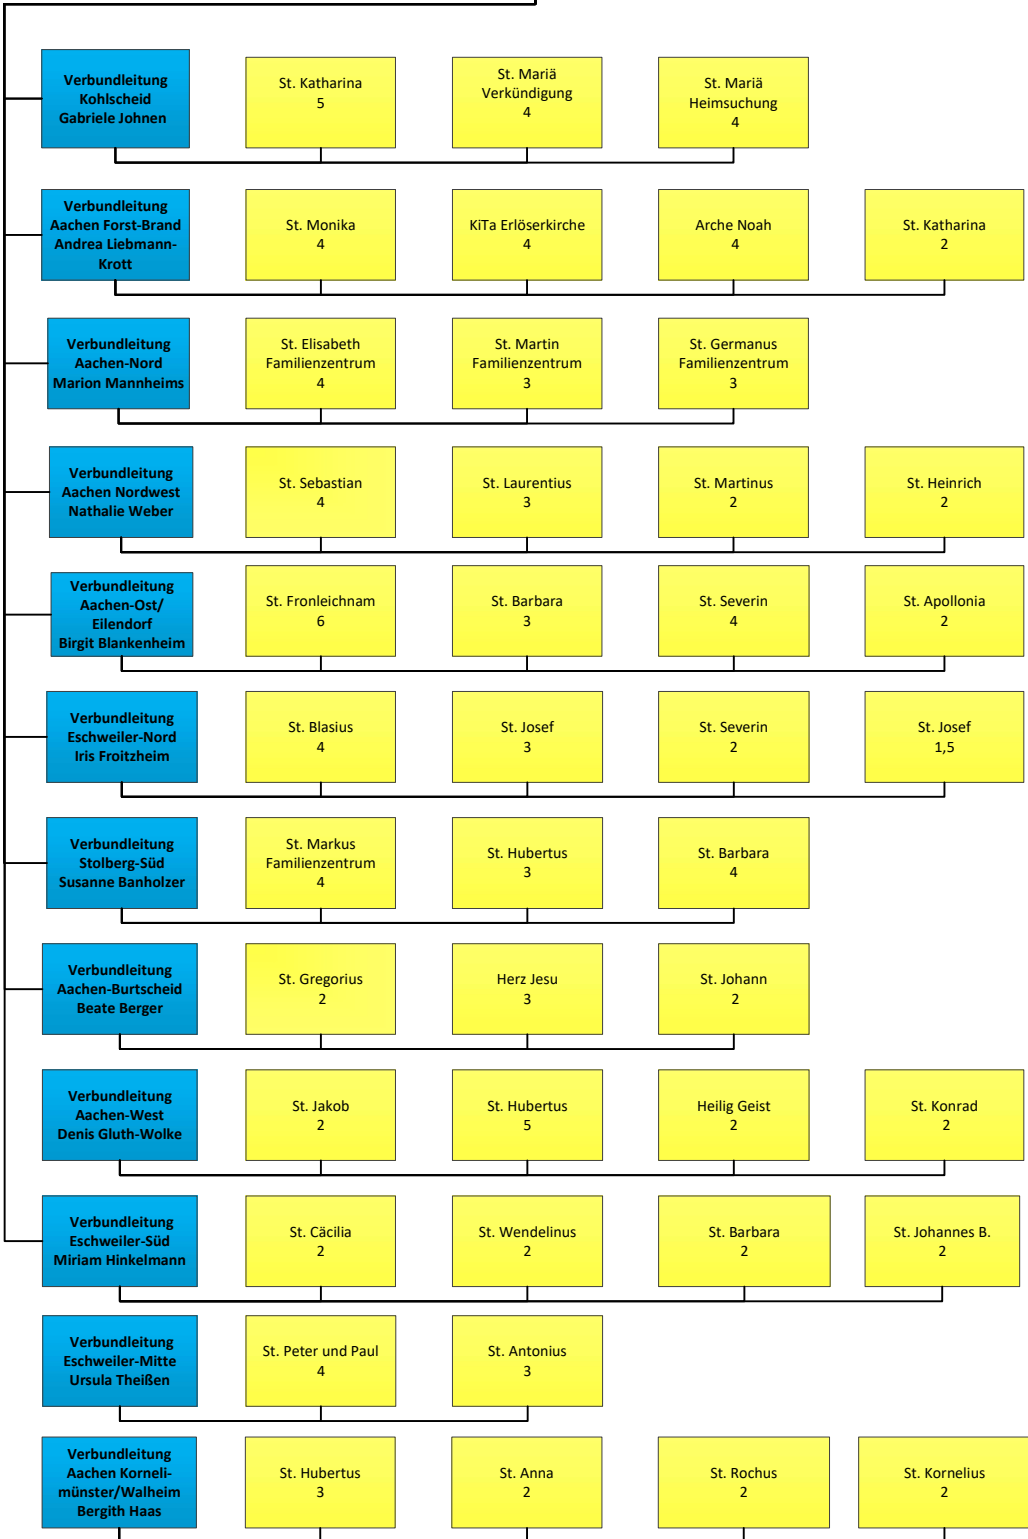 Verbundleitung
Kohlscheid
Gabriele Johnen
St. Katharina
5
St. Mariä
Verkündigung
4
St. Mariä
Heimsuchung
4
Verbundleitung
Aachen Forst-Brand
Andrea Liebmann-
Krott
St. Monika
4
KiTa Erlöserkirche
4
Arche Noah
4
St. Katharina
2
Verbundleitung
Aachen-Nord
Marion Mannheims
St. Elisabeth
Familienzentrum
4
St. Martin
Familienzentrum
3
St. Germanus
Familienzentrum
3
Verbundleitung
Aachen Nordwest
Nathalie Weber
St. Sebastian
4
St. Laurentius
3
St. Martinus
2
St. Heinrich
2
Verbundleitung
Aachen-Ost/
Eilendorf
Birgit Blankenheim
St. Fronleichnam
6
St. Barbara
3
St. Severin
4
St. Apollonia
2
Verbundleitung
Eschweiler-Nord
Iris Froitzheim
St. Blasius
4
St. Josef
3
St. Severin
2
St. Josef
1,5
Verbundleitung
Stolberg-Süd
Susanne Banholzer
St. Markus
Familienzentrum
4
St. Hubertus
3
St. Barbara
4
Verbundleitung
Aachen-Burtscheid
Beate Berger
St. Gregorius
2
Herz Jesu
3
St. Johann
2
Verbundleitung
Aachen-West
Denis Gluth-Wolke
St. Jakob
2
St. Hubertus
5
Heilig Geist
2
St. Konrad
2
Verbundleitung
Eschweiler-Süd
Miriam Hinkelmann
St. Cäcilia
2
St. Wendelinus
2
St. Barbara
2
St. Johannes B.
2
Verbundleitung
Eschweiler-Mitte
Ursula Theißen
St. Peter und Paul
4
St. Antonius
3
Verbundleitung
Aachen Korneli-
münster/Walheim
Bergith Haas
St. Hubertus
3
St. Anna
2
St. Rochus
2
St. Kornelius
2